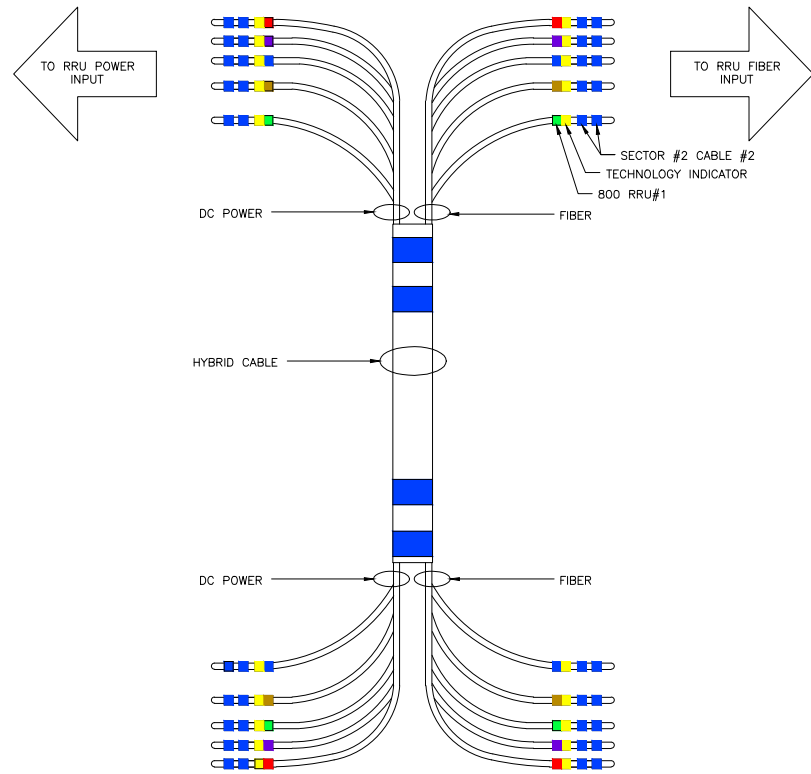 TO RRU POWER
INPUT
TO RRU FIBER
INPUT
SECTOR #2 CABLE #2
TECHNOLOGY INDICATOR
800 RRU#1
DC POWER
FIBER
HYBRID CABLE
DC POWER
FIBER